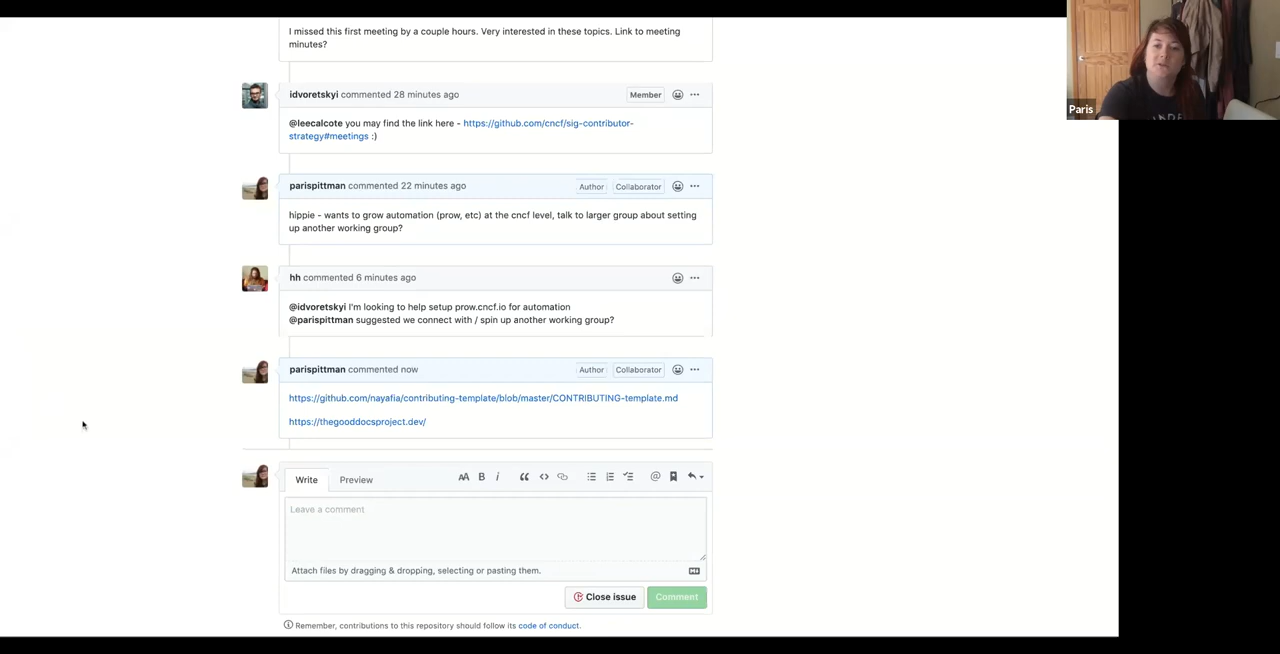 I missed this first meeting by a couple hours. Very interested in these topics. Link to meeting
minutes?
idvoretskyi commented 28 minutes ago
Member
@leecalcote you may find the link here - https://github.com/cncf/sig-contributor-
strategy#meetings :)
parispittman commented 22 minutes ago
Author Collaborator
hippie - wants to grow automation (prow, etc) at the cncf level, talk to larger group about setting
up another working group?
hh commented 6 minutes ago
@idvoretskyi I'm looking to help setup prow.cncf.io for automation
@parispittman suggested we connect with / spin up another working group?
parispittman commented now
Author Collaborator
https://github.com/nayafia/contributing-template/blob/master/CONTRIBUTING-template.md
https://thegooddocsproject.dev/
Write Preview
Leave a comment
Attach files by dragging & dropping, selecting or pasting them.
Close issue Comment
Remember, contributions to this repository should follow its code of conduct.
Paris